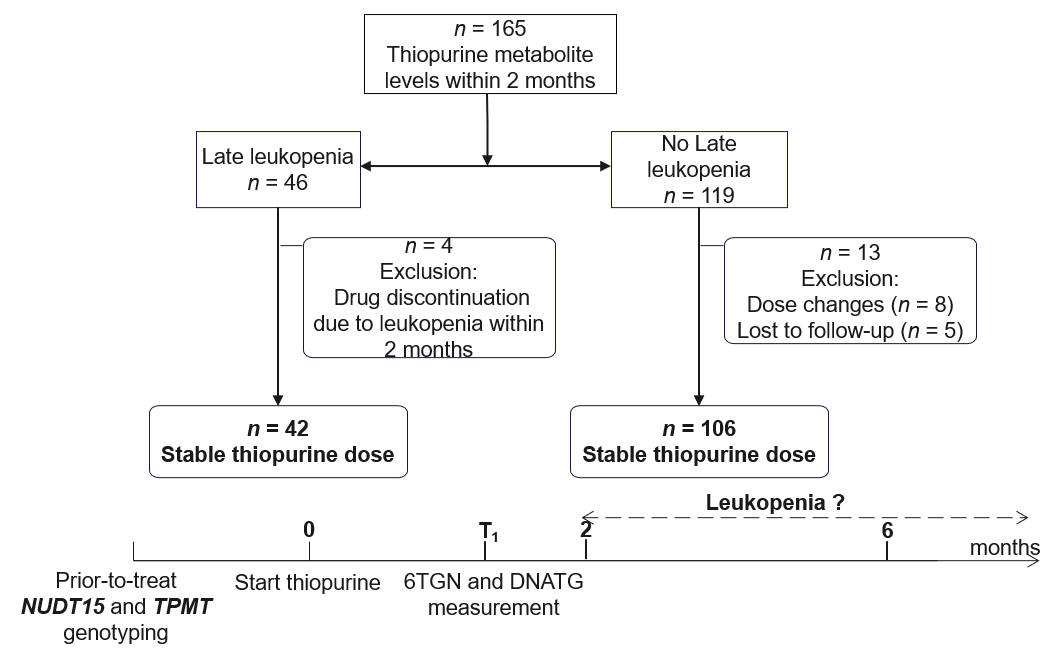 n = 165
Thiopurine metabolite
levels within 2 months
Late leukopenia
n = 46
No Late
leukopenia
n = 119
n = 4
Exclusion:
Drug discontinuation
due to leukopenia within
2 months
n = 13
Exclusion:
Dose changes (n = 8)
Lost to follow-up (n = 5)
n = 42
Stable thiopurine dose
n = 106
Stable thiopurine dose
Leukopenia ?
0
T₁
2
6
months
Prior-to-treat
NUDT15 and TPMT
genotyping
Start thiopurine
6TGN and DNATG
measurement